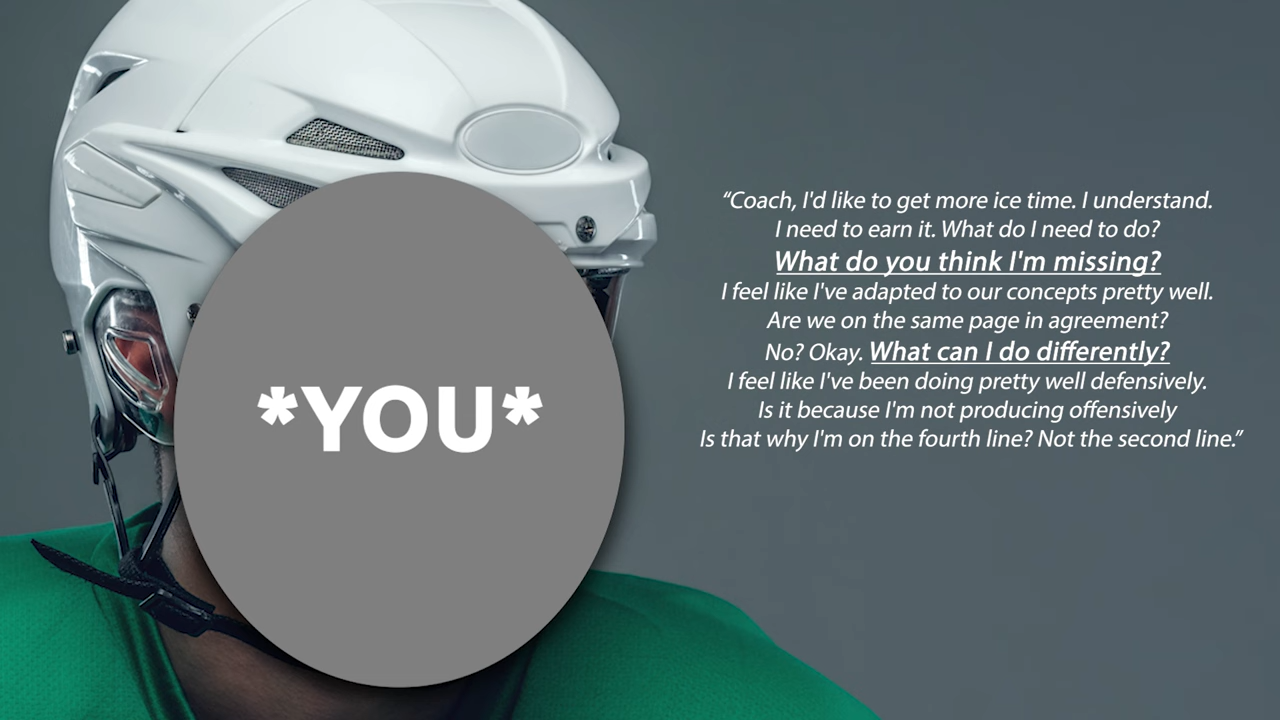 *YOU*
“Coach, I'd like to get more ice time. I understand.
I need to earn it. What do I need to do?
What do you think I'm missing?
I feel like I've adapted to our concepts pretty well.
Are we on the same page in agreement?
No? Okay. What can I do differently?
I feel like I've been doing pretty well defensively.
Is it because I'm not producing offensively
Is that why I'm on the fourth line? Not the second line.”